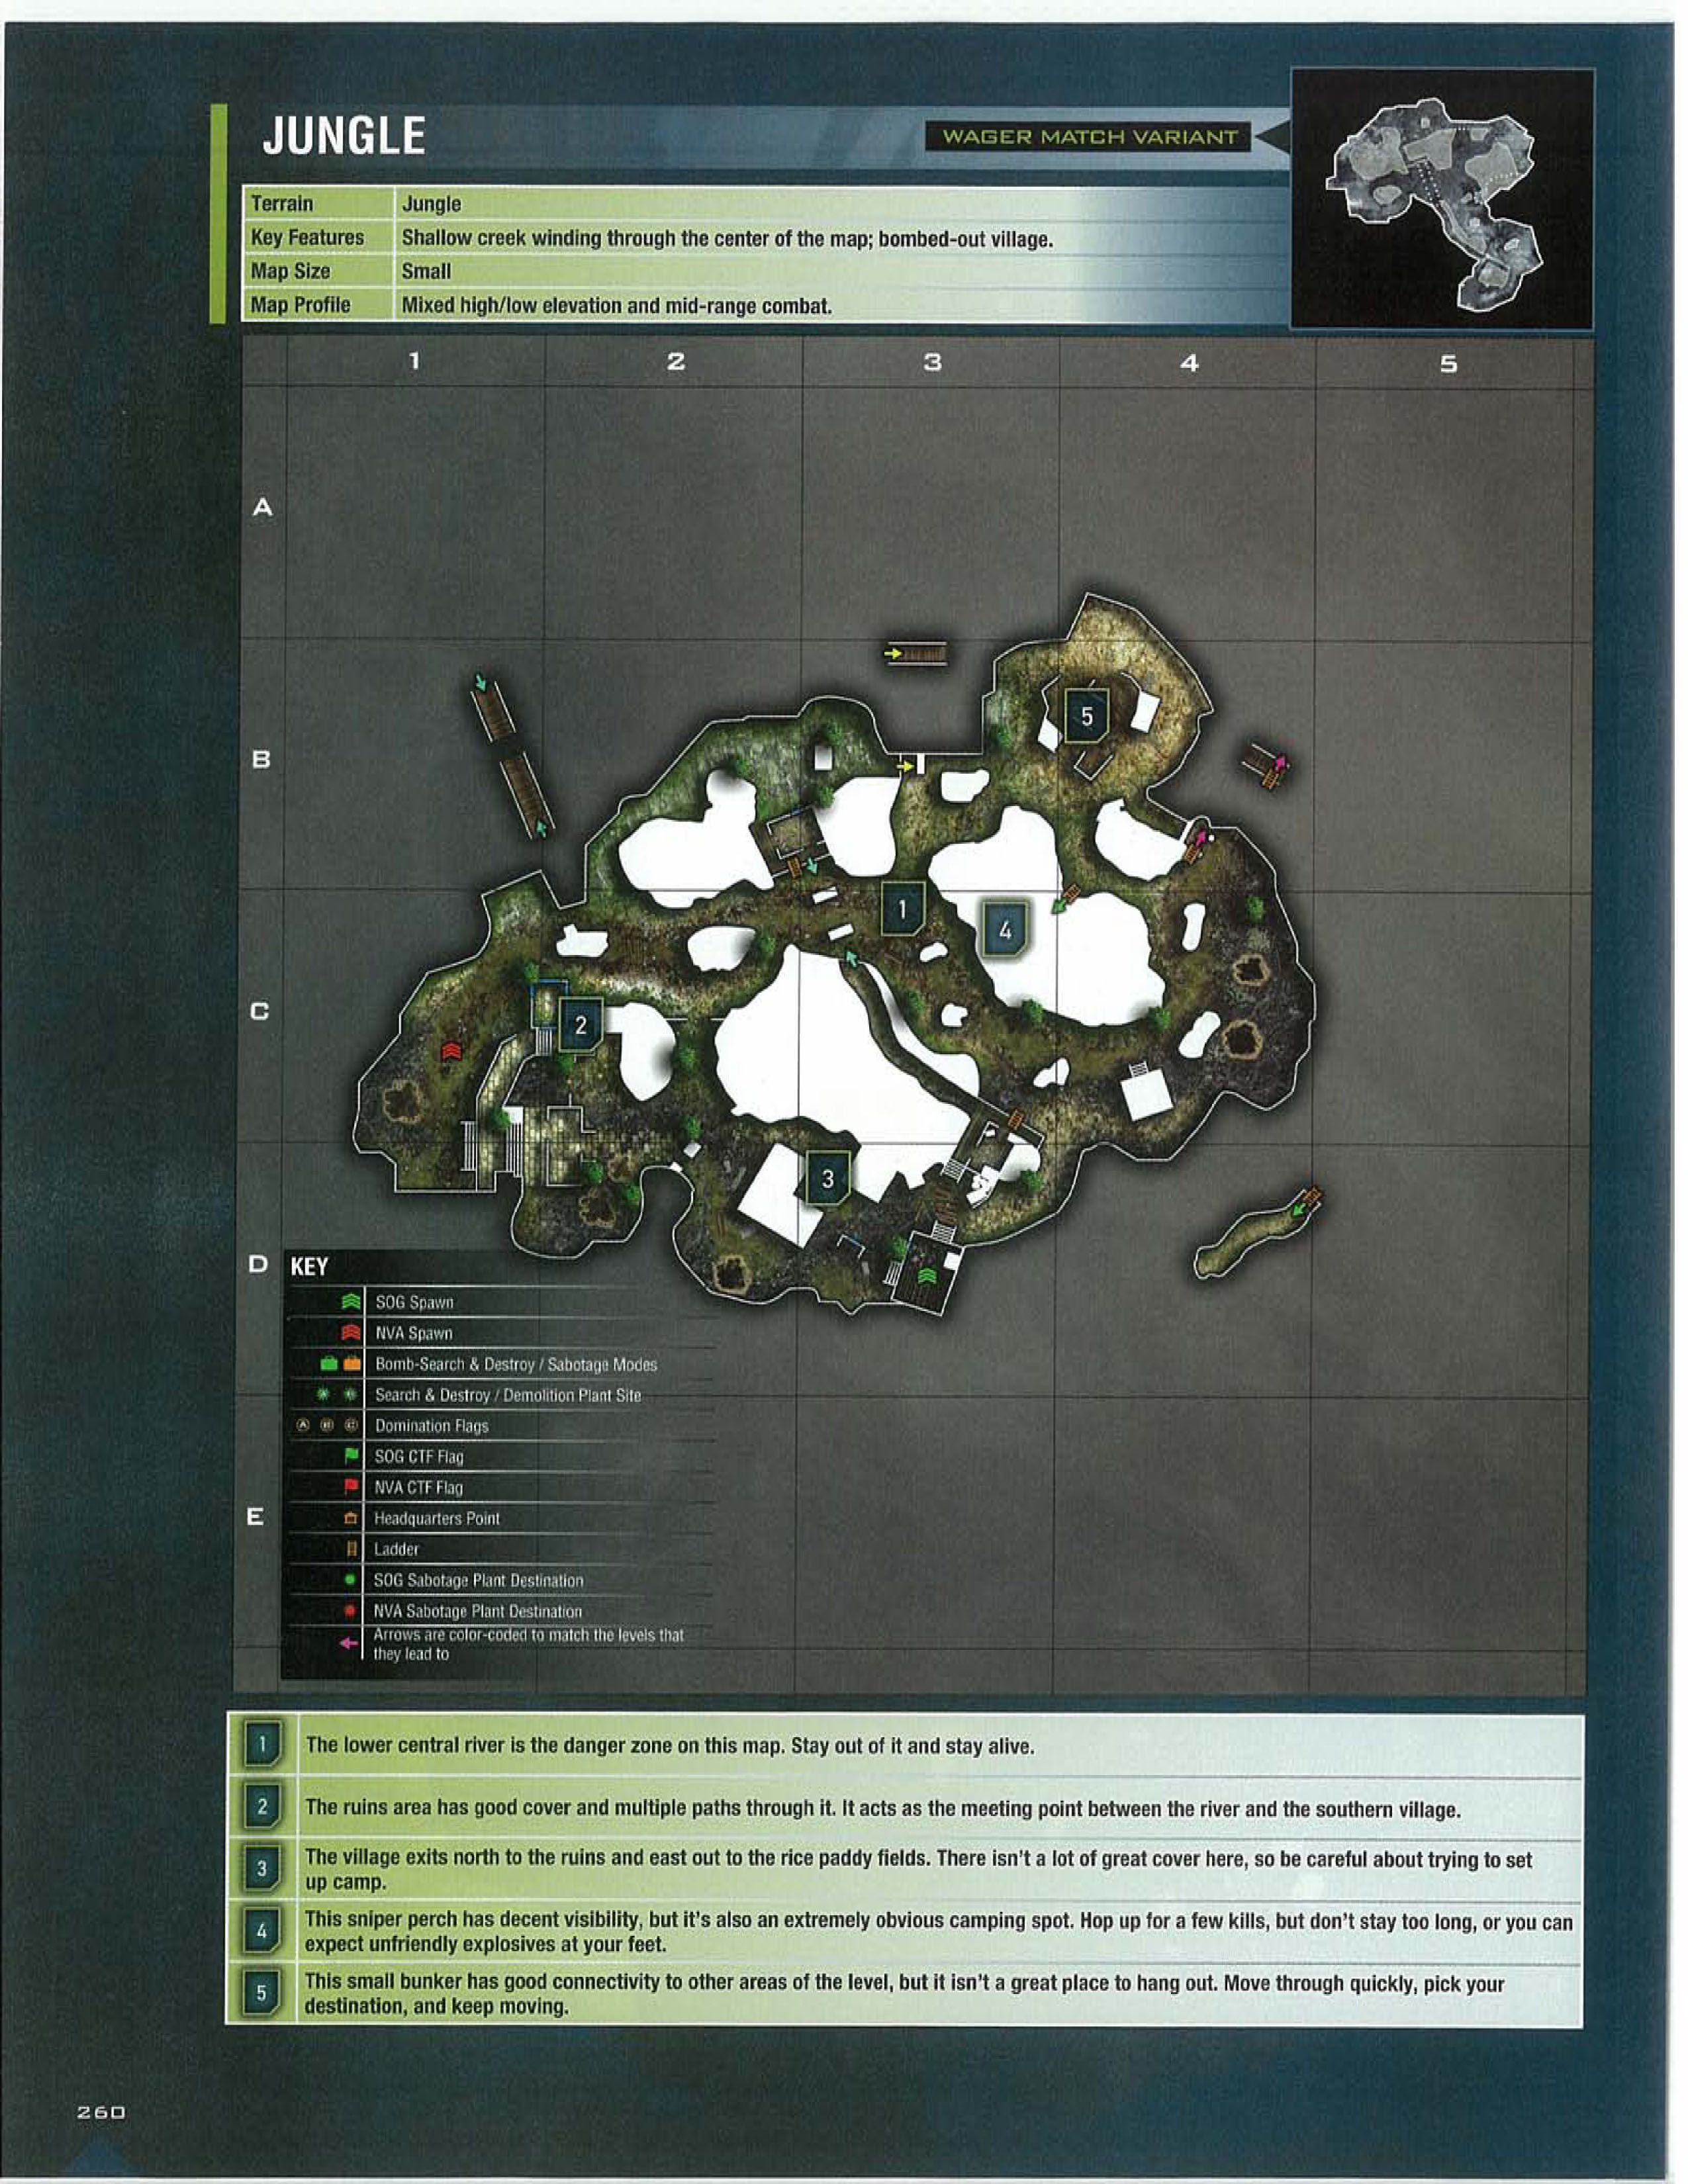 JUNGLE
WAGER MATCH VARIANT
Terrain Jungle
Key Features Shallow creek winding through the center of the map; bombed-out village.
Map Size Small
Map Profile Mixed high/low elevation and mid-range combat.
1 2 3 4 5
A
B
C
D
E
5
1
4
2
3
KEY
SOG Spawn
NVA Spawn
Bomb-Search & Destroy / Sabotage Modes
Search & Destroy / Demolition Plant Site
A B C Domination Flags
SOG CTF Flag
NVA CTF Flag
Headquarters Point
Ladder
SOG Sabotage Plant Destination
NVA Sabotage Plant Destination
Arrows are color-coded to match the levels that
they lead to
1 The lower central river is the danger zone on this map. Stay out of it and stay alive.
2 The ruins area has good cover and multiple paths through it. It acts as the meeting point between the river and the southern village.
3 The village exits north to the ruins and east out to the rice paddy fields. There isn't a lot of great cover here, so be careful about trying to set
up camp.
4 This sniper perch has decent visibility, but it's also an extremely obvious camping spot. Hop up for a few kills, but don't stay too long, or you can
expect unfriendly explosives at your feet.
5 This small bunker has good connectivity to other areas of the level, but it isn't a great place to hang out. Move through quickly, pick your
destination, and keep moving.
260